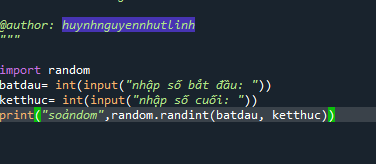 @author: huynhnguyennhutlinh
"""
import random
batdau= int(input("nhập số bắt đầu: "))
ketthuc= int(input("nhập số cuối: "))
print("soảndom",random.randint(batdau, ketthuc))